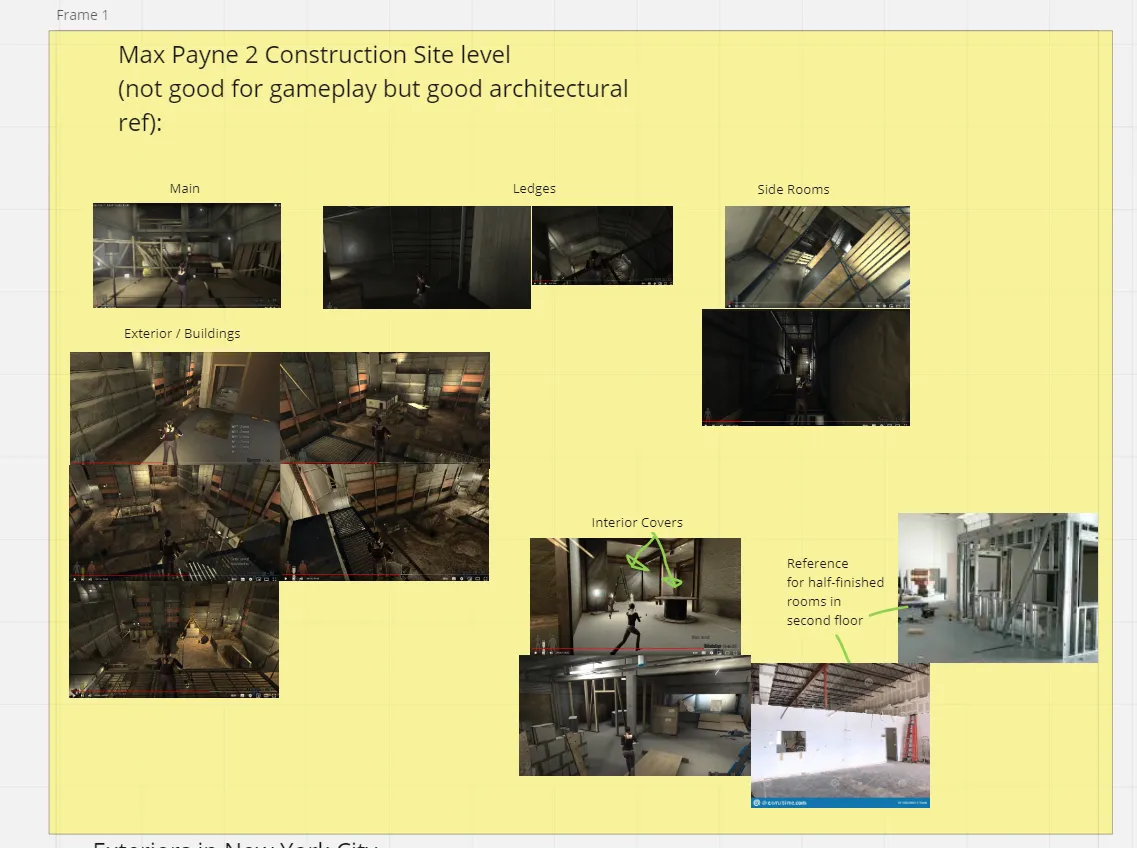 Frame 1
Max Payne 2 Construction Site level
(not good for gameplay but good architectural
ref):
Main
Ledges
Side Rooms
Exterior / Buildings
Interior Covers
Reference
for half-finished
rooms in
second floor
dreamstime.com
Exteriors in New York City